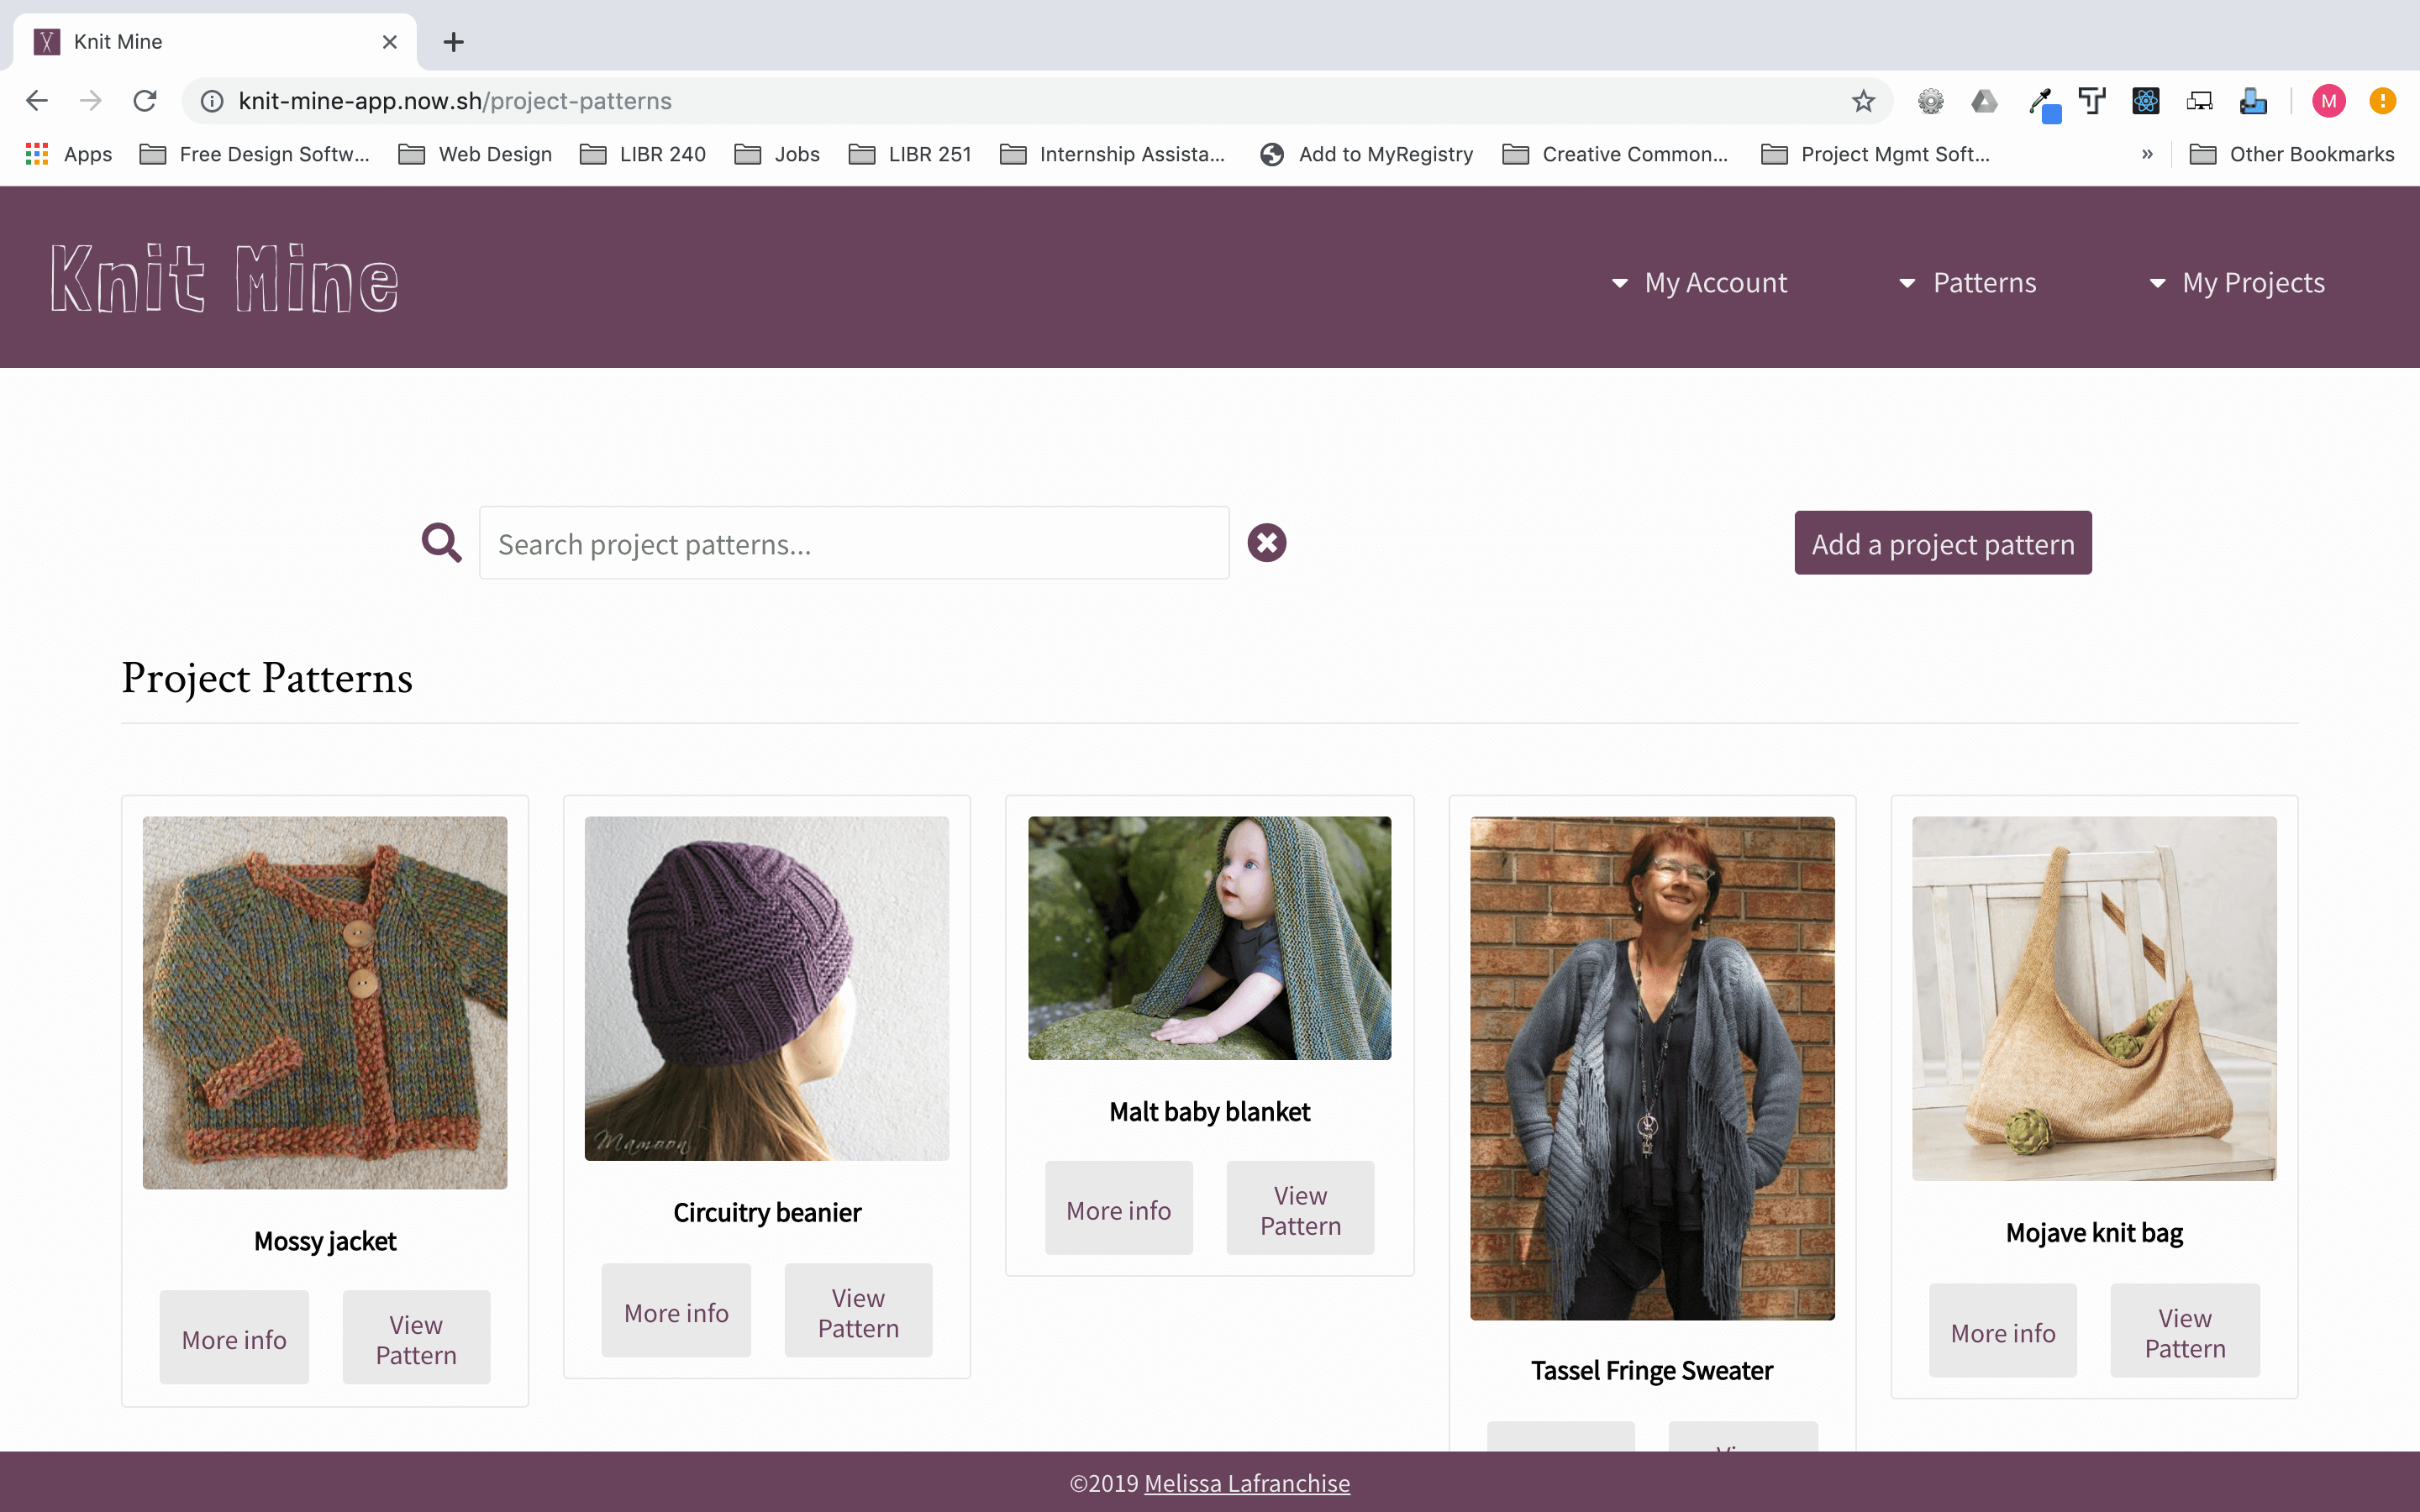 Knit Mine
knit-mine-app.now.sh/project-patterns
M
Apps
Free Design Softw...
Web Design
LIBR 240
Jobs
LIBR 251
Internship Assista...
Add to MyRegistry
Creative Common...
Project Mgmt Soft...
»
Other Bookmarks
Knit Mine
My Account
Patterns
My Projects
Search project patterns...
Add a project pattern
Project Patterns
Mamoon
Mossy jacket
More info
View
Pattern
Circuitry beanier
More info
View
Pattern
Malt baby blanket
More info
View
Pattern
Tassel Fringe Sweater
Mojave knit bag
More info
View
Pattern
©2019 Melissa Lafranchise